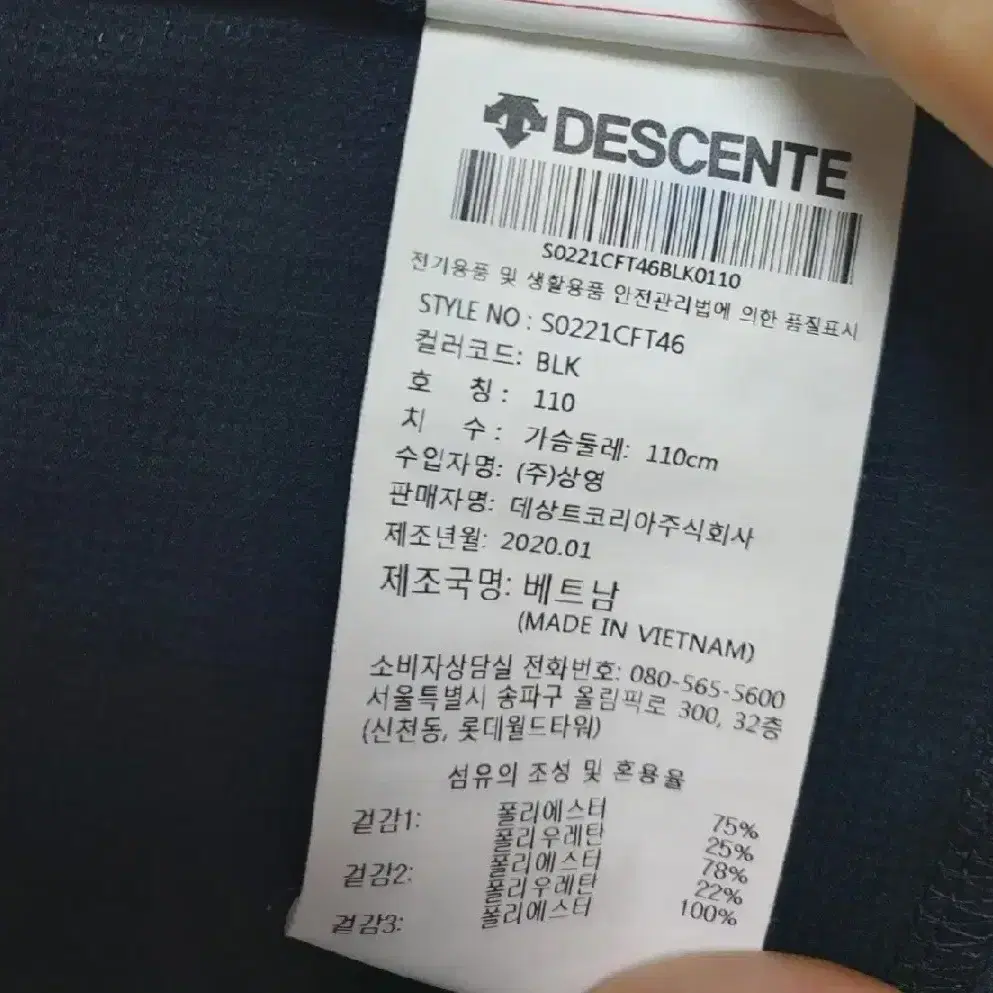 DESCENTE
S0221CFT46BLK0110
전기용품 및 생활용품 안전관리법에 의한 품질표시
STYLE NO : S0221CFT46
컬러코드: BLK
호 칭 : 110
치 수 : 가슴둘레: 110cm
수입자명: (주)상영
판매자명: 데상트코리아주식회사
제조년월: 2020.01
제조국명: 베트남
(MADE IN VIETNAM)
소비자상담실 전화번호: 080-565-5600
서울특별시 송파구 올림픽로 300, 32층
(신천동, 롯데월드타워)
섬유의 조성 및 혼용율
겉감1: 폴리에스터 75%
폴리우레탄 25%
겉감2: 폴리에스터 78%
폴리우레탄 22%
겉감3: 폴리에스터 100%